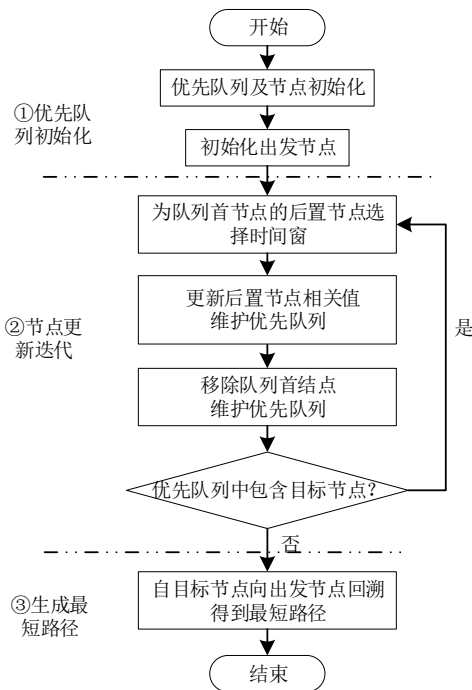 开始
优先队列及节点初始化
①优先队
列初始化
初始化出发节点
为队列首节点的后置节点选
择时间窗
更新后置节点相关值
维护优先队列
②节点更
新迭代
是
移除队列首结点
维护优先队列
优先队列中包含目标节点？
否
自目标节点向出发节点回溯
得到最短路径
③生成最
短路径
结束